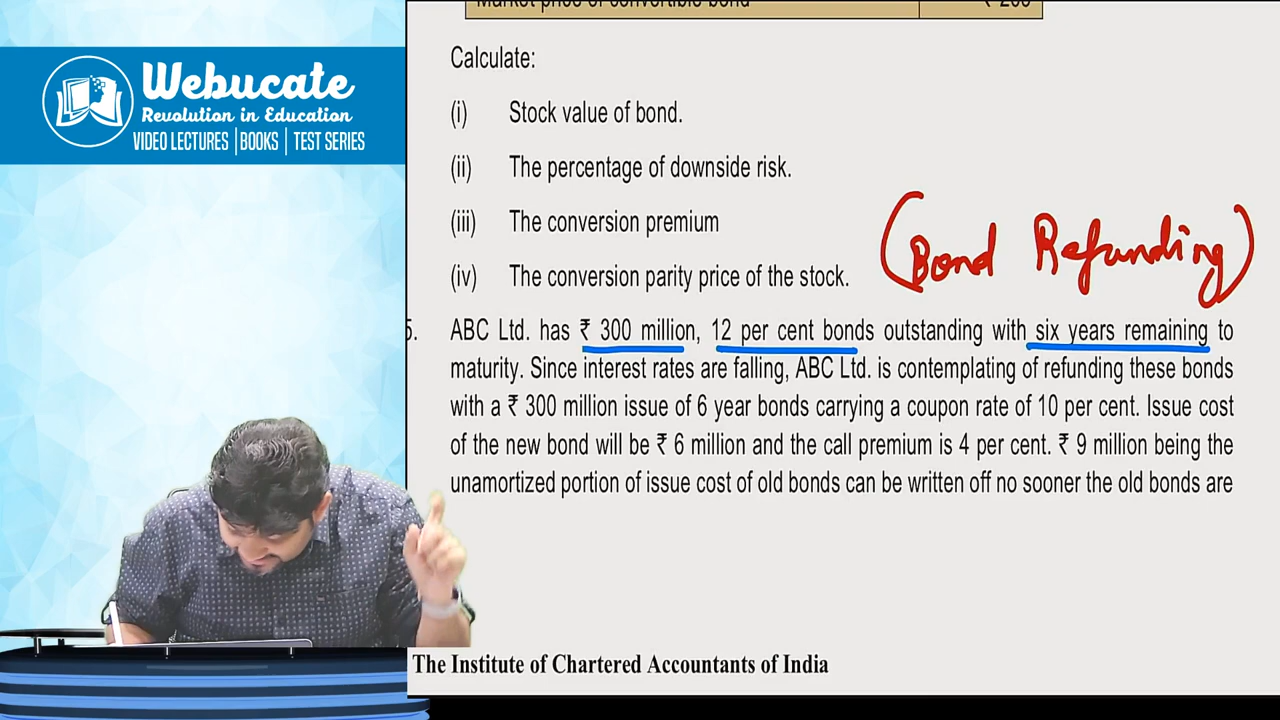 Market price of convertible bond ₹ 265
Webucate
Revolution in Education
VIDEO LECTURES | BOOKS | TEST SERIES
Calculate:
(i) Stock value of bond.
(ii) The percentage of downside risk.
(iii) The conversion premium
(iv) The conversion parity price of the stock.
(Bond Refunding)
5. ABC Ltd. has ₹ 300 million, 12 per cent bonds outstanding with six years remaining to
maturity. Since interest rates are falling, ABC Ltd. is contemplating of refunding these bonds
with a ₹ 300 million issue of 6 year bonds carrying a coupon rate of 10 per cent. Issue cost
of the new bond will be ₹ 6 million and the call premium is 4 per cent. ₹ 9 million being the
unamortized portion of issue cost of old bonds can be written off no sooner the old bonds are
The Institute of Chartered Accountants of India